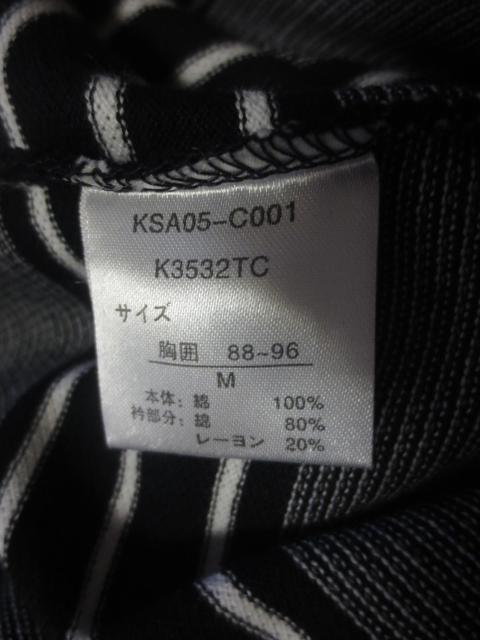 KSA05-C001
K3532TC
サイズ
胸囲 88~96
M
本体: 綿 100%
衿部分: 綿 80%
レーヨン 20%